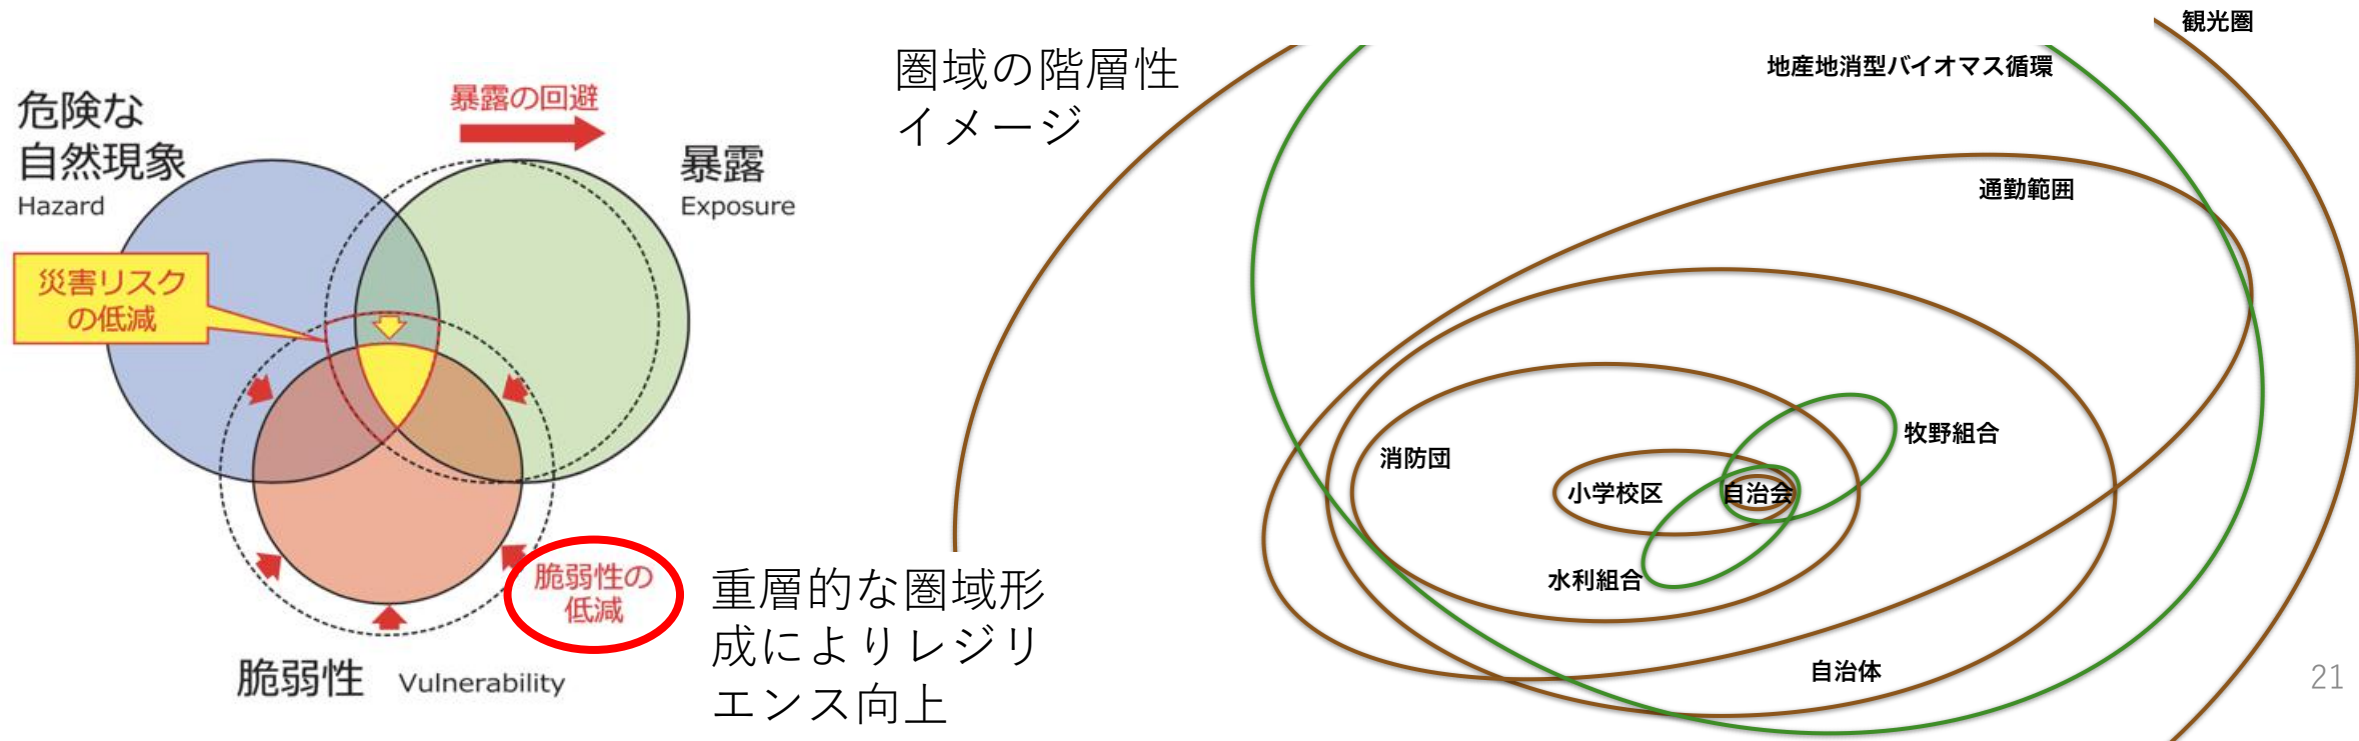 危険な
自然現象
Hazard
暴露の回避
暴露
Exposure
災害リスク
の低減
脆弱性の
低減
脆弱性 Vulnerability
重層的な圏域形
成によりレジリ
エンス向上
圏域の階層性
イメージ
観光圏
地産地消型バイオマス循環
通勤範囲
牧野組合
消防団
小学校区
自治会
水利組合
自治体
21